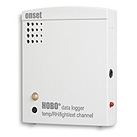 onset
HOBO® data logger
temp/RH/light/ext channel